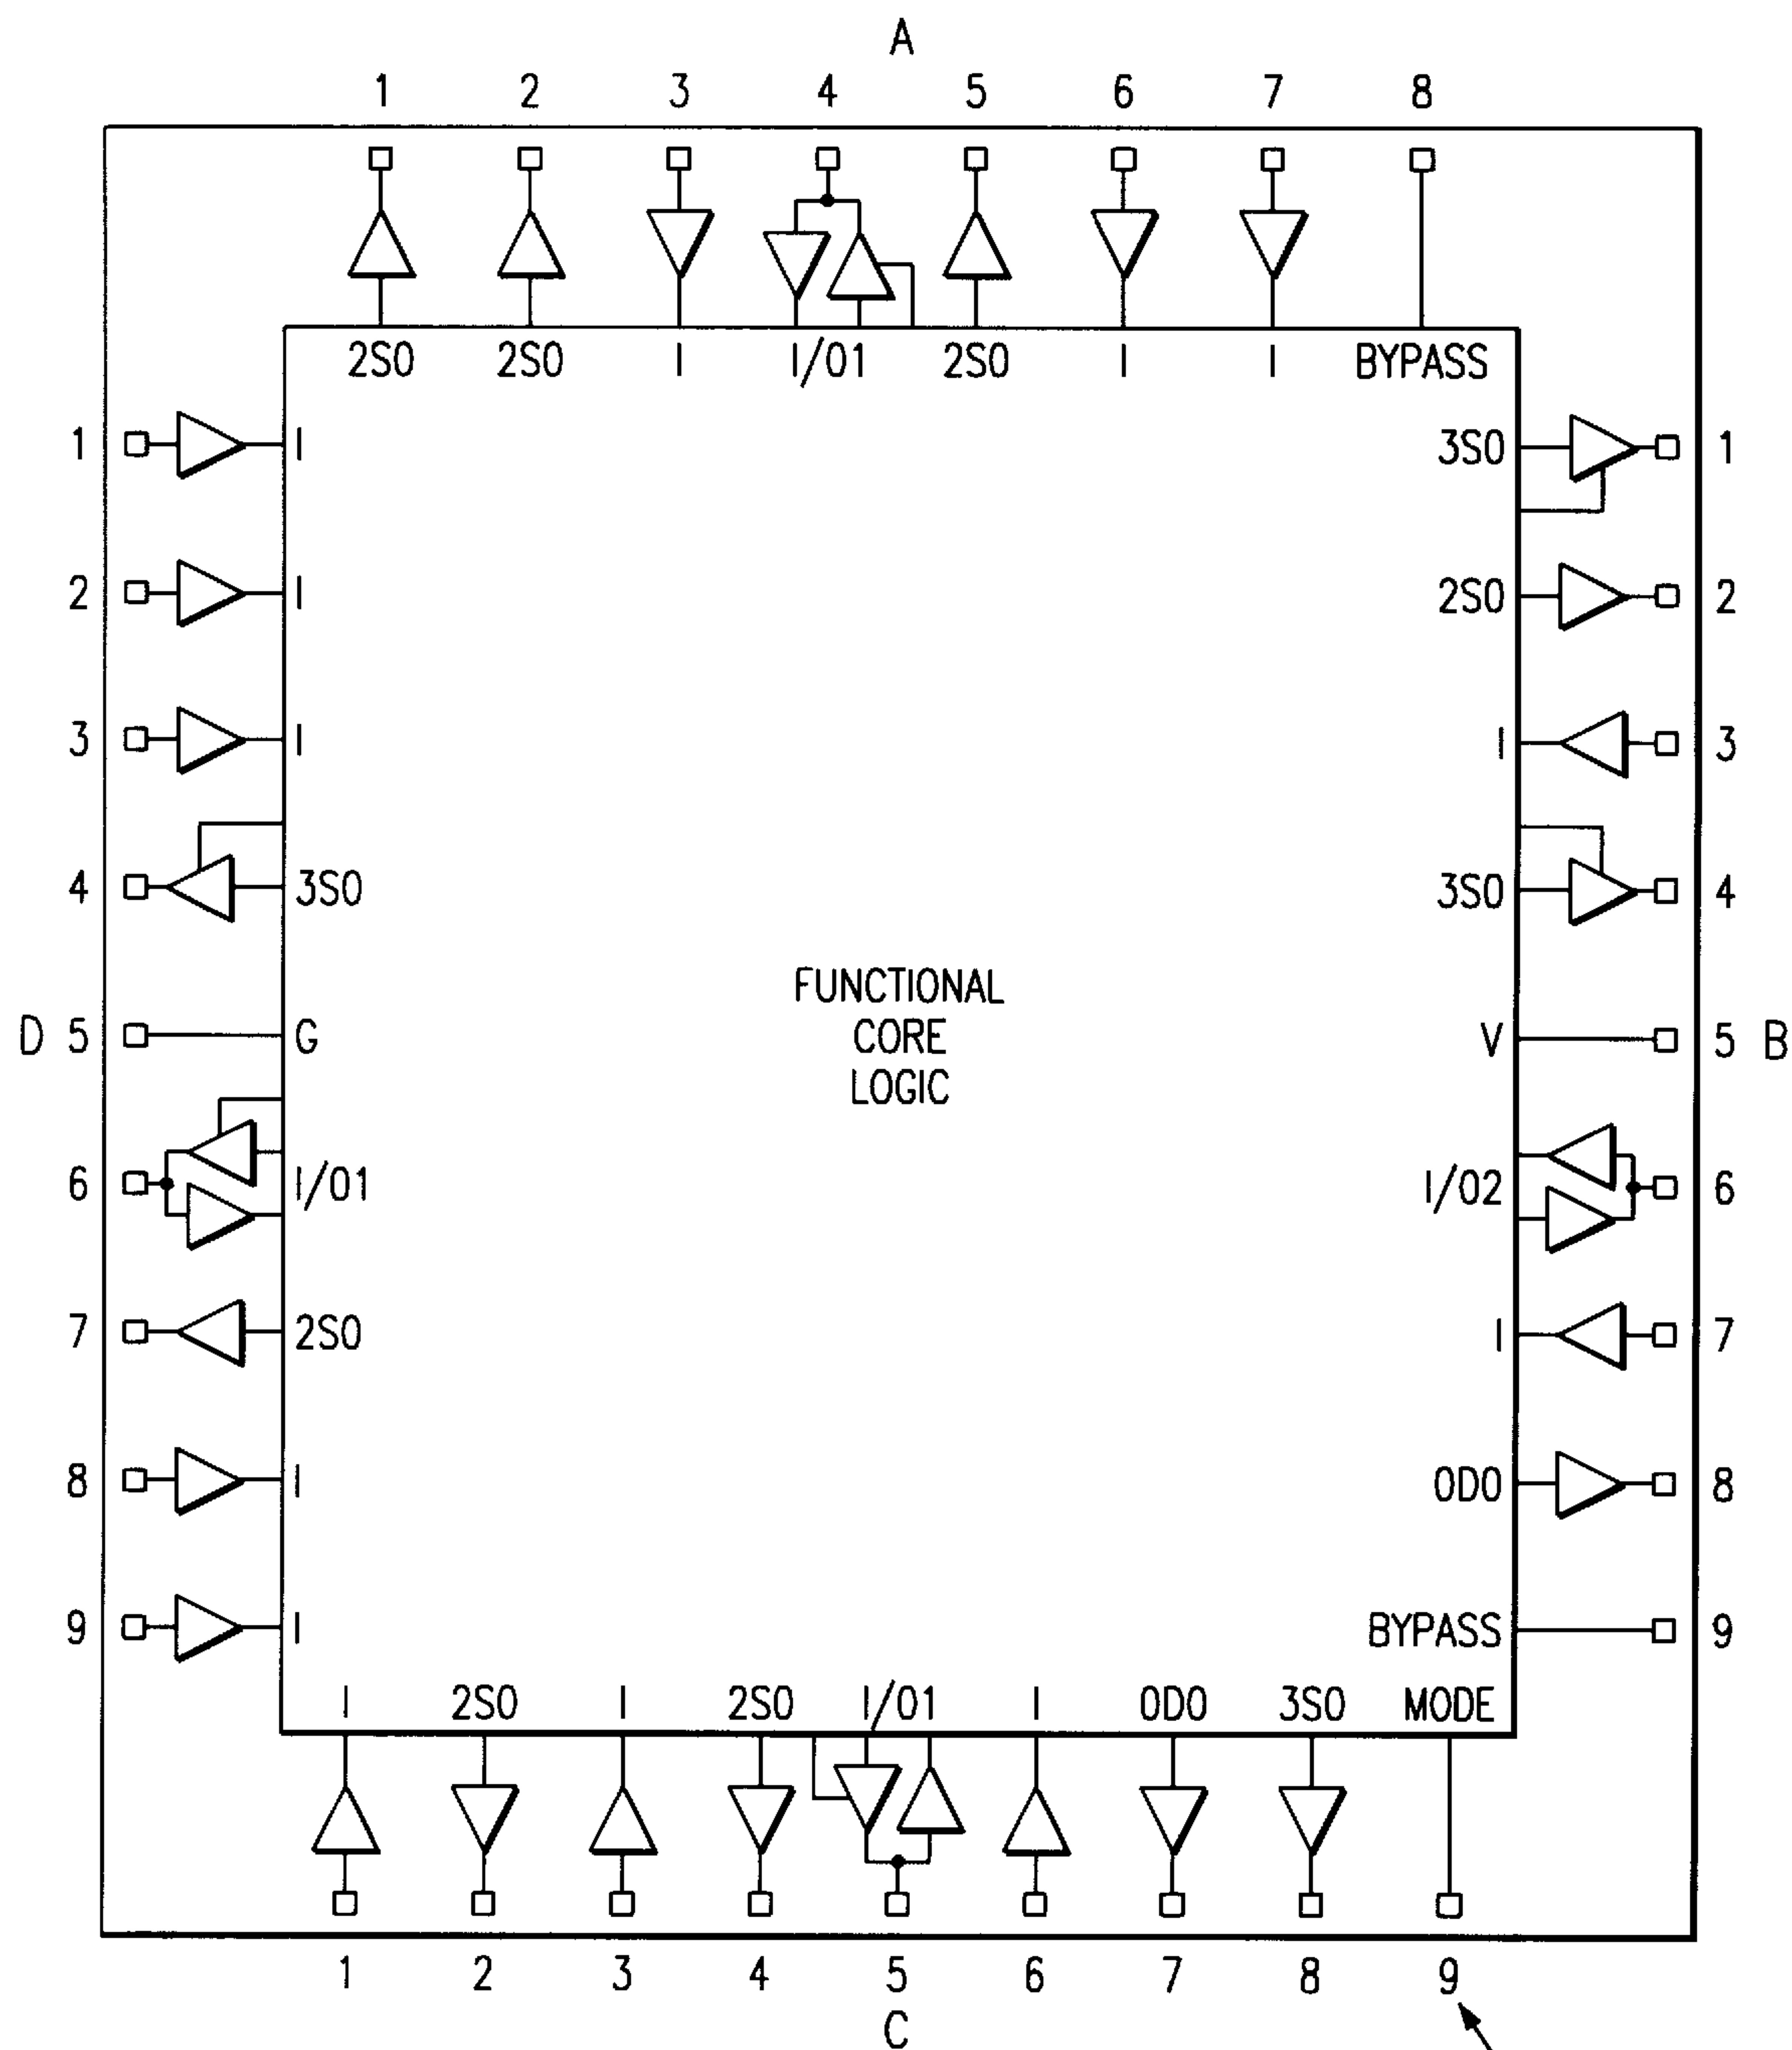 A
1 2 3 4 5 6 7 8
2SO 2SO I I/O1 2SO I I BYPASS
1 I 3SO 1
2 I 2SO 2
3 I I 3
4 3SO 3SO 4
FUNCTIONAL
D 5 G CORE V 5 B
LOGIC
6 I/O1 I/O2 6
7 2SO I 7
8 I ODO 8
9 I BYPASS 9
I 2SO I 2SO I/O1 I ODO 3SO MODE
1 2 3 4 5 6 7 8 9
C